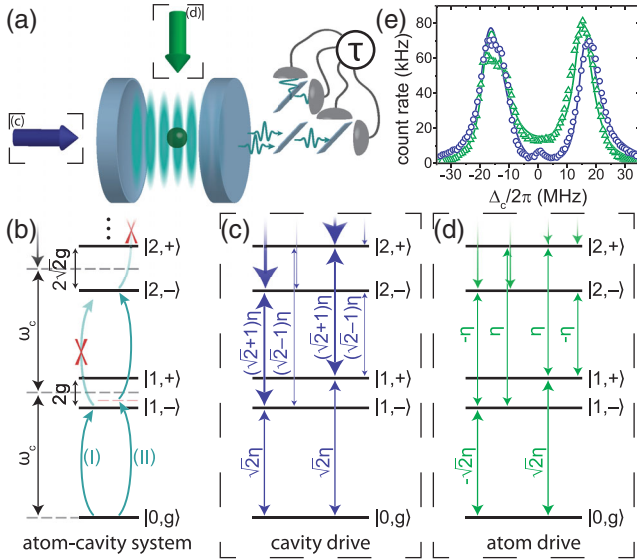 (a)
(d)
(c)
τ
(e)
count rate (kHz)
80
60
40
20
0
-30 -20 -10 0 10 20 30
Δc/2π (MHz)
(b)
ωc
ωc
2√2g
2g
|2,+⟩
|2,-⟩
|1,+⟩
|1,-⟩
|0,g⟩
(I)
(II)
atom-cavity system
(c)
(√2+1)η
(√2-1)η
(√2+1)η
(√2-1)η
√2η
√2η
|2,+⟩
|2,-⟩
|1,+⟩
|1,-⟩
|0,g⟩
cavity drive
(d)
-η
η
η
-η
-√2η
√2η
|2,+⟩
|2,-⟩
|1,+⟩
|1,-⟩
|0,g⟩
atom drive